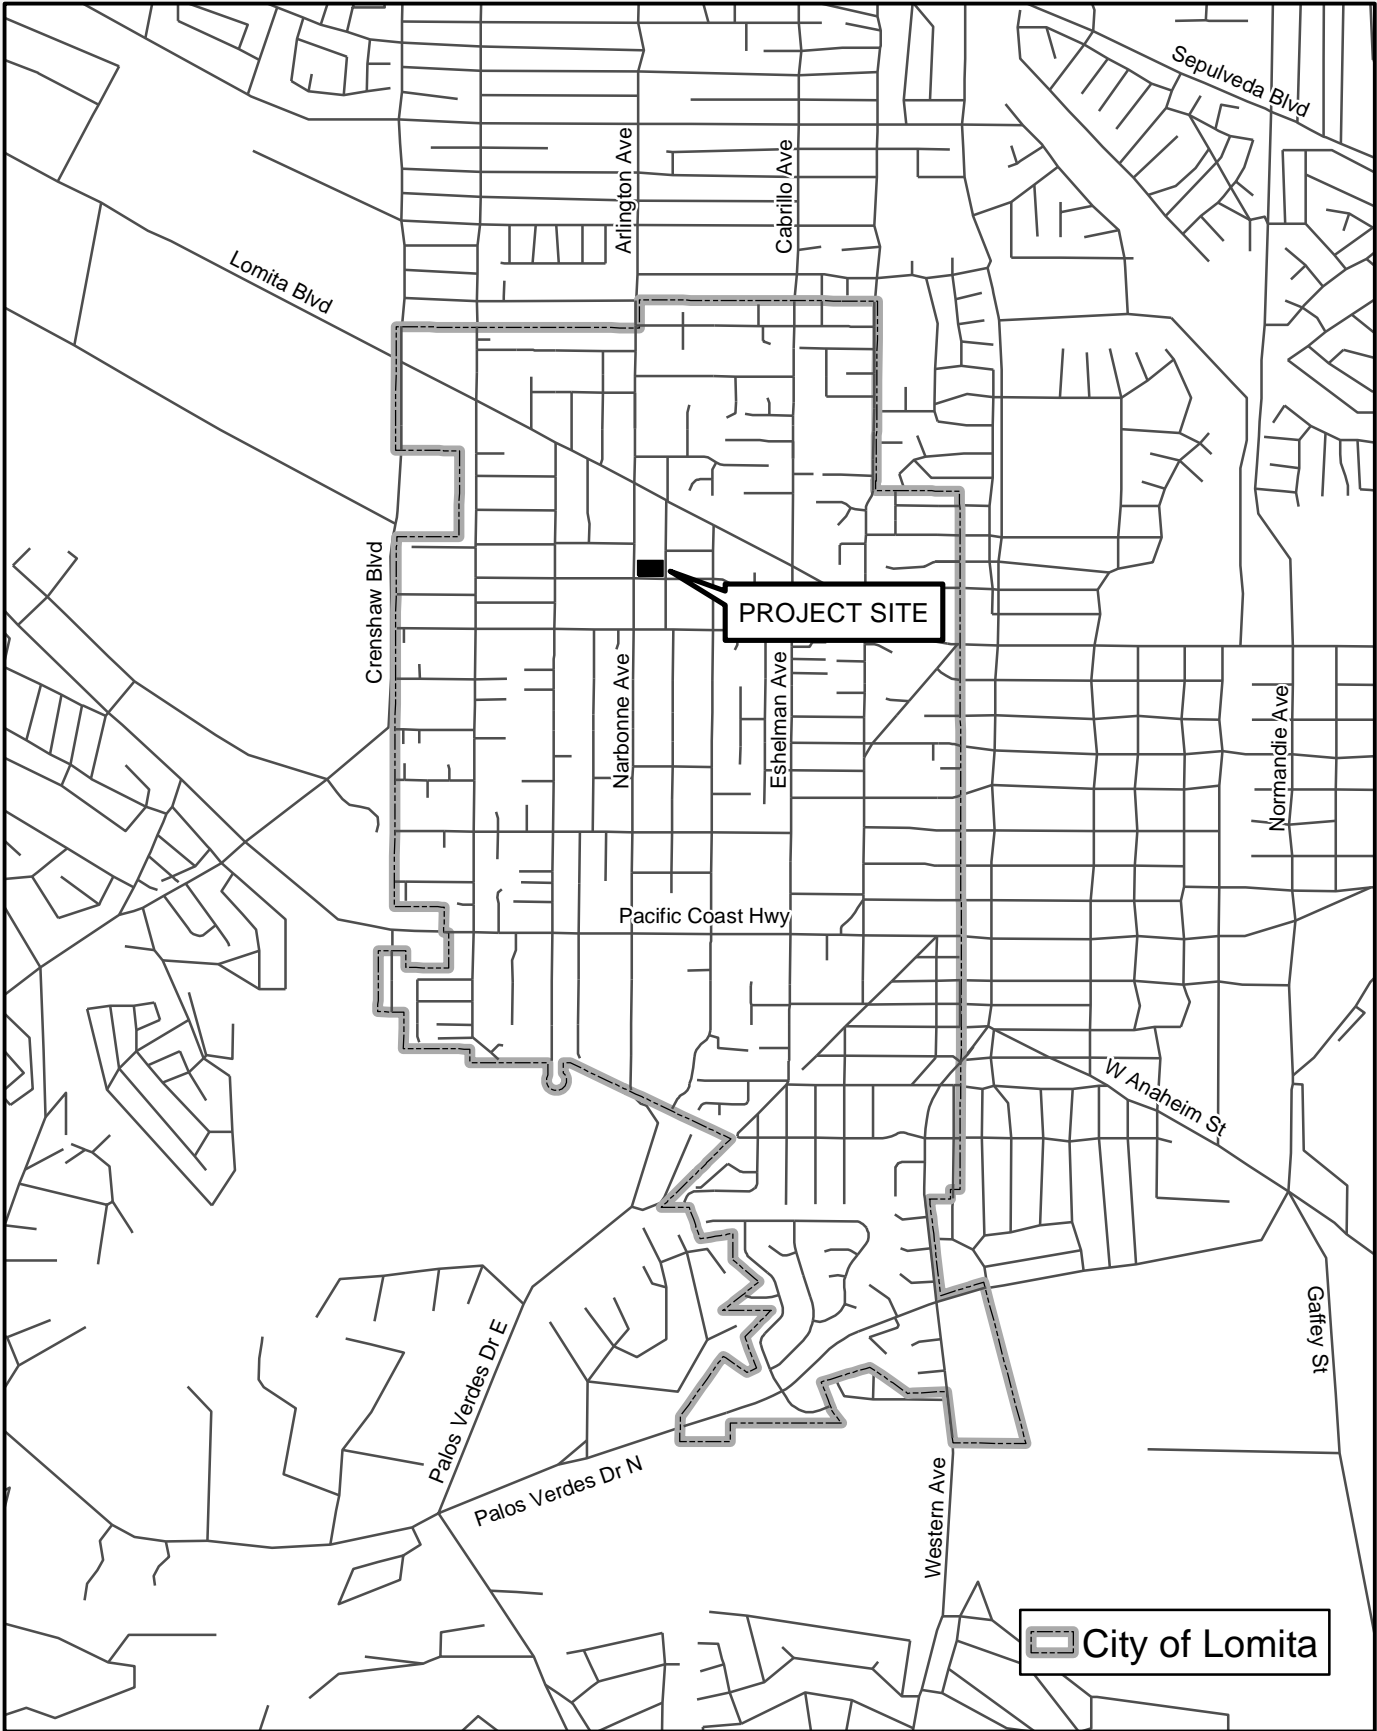 Sepulveda Blvd
Arlington Ave
Cabrillo Ave
Lomita Blvd
Crenshaw Blvd
PROJECT SITE
Narbonne Ave
Eshelman Ave
Normandie Ave
Pacific Coast Hwy
W Anaheim St
Gaffey St
Palos Verdes Dr E
Palos Verdes Dr N
Western Ave
City of Lomita